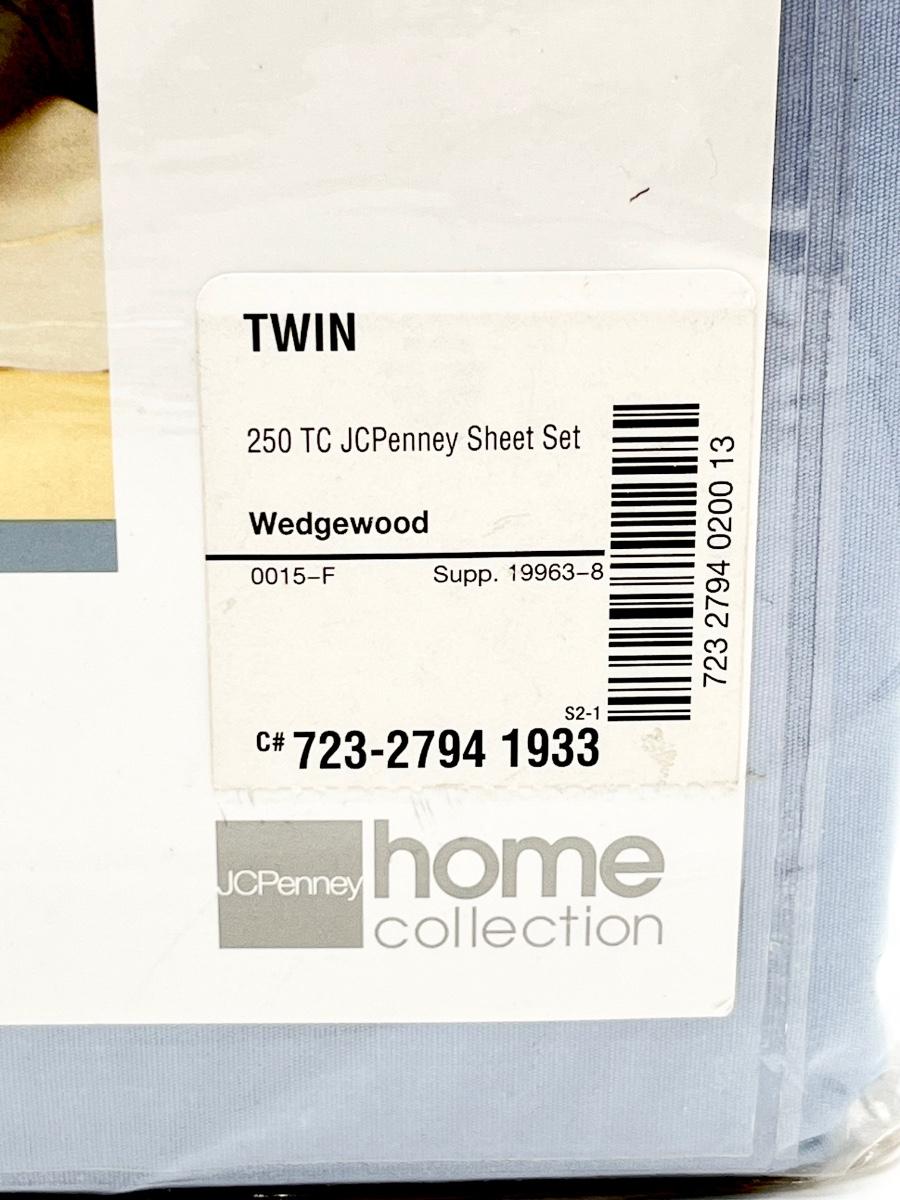 TWIN
250 TC JCPenney Sheet Set
Wedgewood
0015-F Supp. 19963-8
723 2794 0200 13
S2-1
C# 723-2794 1933
JCPenney home
collection